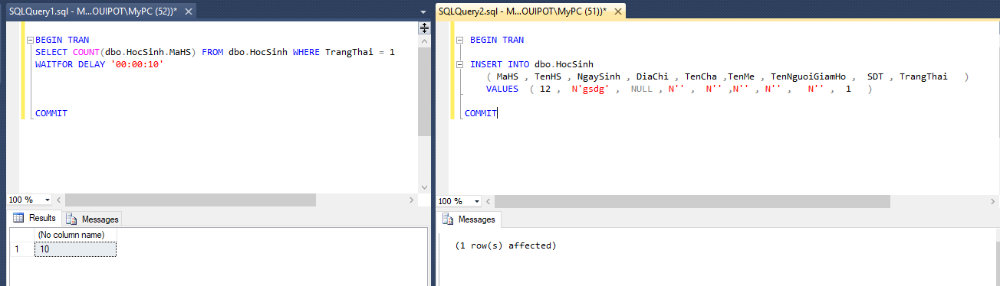 SQLQuery1.sql - M...OUIPOT\MyPC (52))*
BEGIN TRAN
SELECT COUNT(dbo.HocSinh.MaHS) FROM dbo.HocSinh WHERE TrangThai = 1
WAITFOR DELAY '00:00:10'
COMMIT
100 %
Results
Messages
(No column name)
1 10
SQLQuery2.sql - M...OUIPOT\MyPC (51))*
BEGIN TRAN
INSERT INTO dbo.HocSinh
( MaHS , TenHS , NgaySinh , DiaChi , TenCha ,TenMe , TenNguoiGiamHo , SDT , TrangThai )
VALUES ( 12 , N'gsdg' , NULL , N'' , N'' ,N'' , N'' , N'' , 1 )
COMMIT
100 %
Messages
(1 row(s) affected)